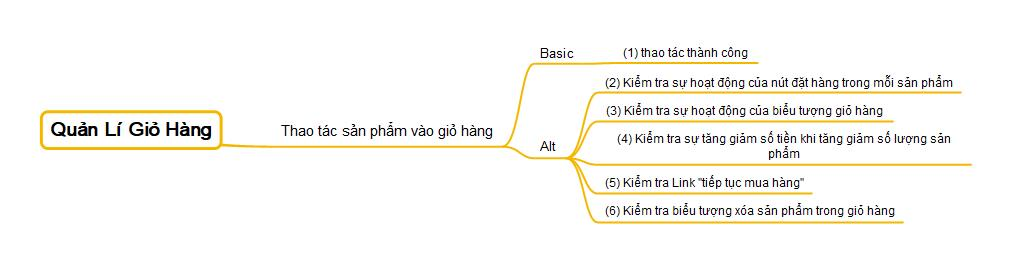 Quản Lí Giỏ Hàng
Thao tác sản phẩm vào giỏ hàng
Basic
(1) thao tác thành công
Alt
(2) Kiểm tra sự hoạt động của nút đặt hàng trong mỗi sản phẩm
(3) Kiểm tra sự hoạt động của biểu tượng giỏ hàng
(4) Kiểm tra sự tăng giảm số tiền khi tăng giảm số lượng sản
phẩm
(5) Kiểm tra Link "tiếp tục mua hàng"
(6) Kiểm tra biểu tượng xóa sản phẩm trong giỏ hàng